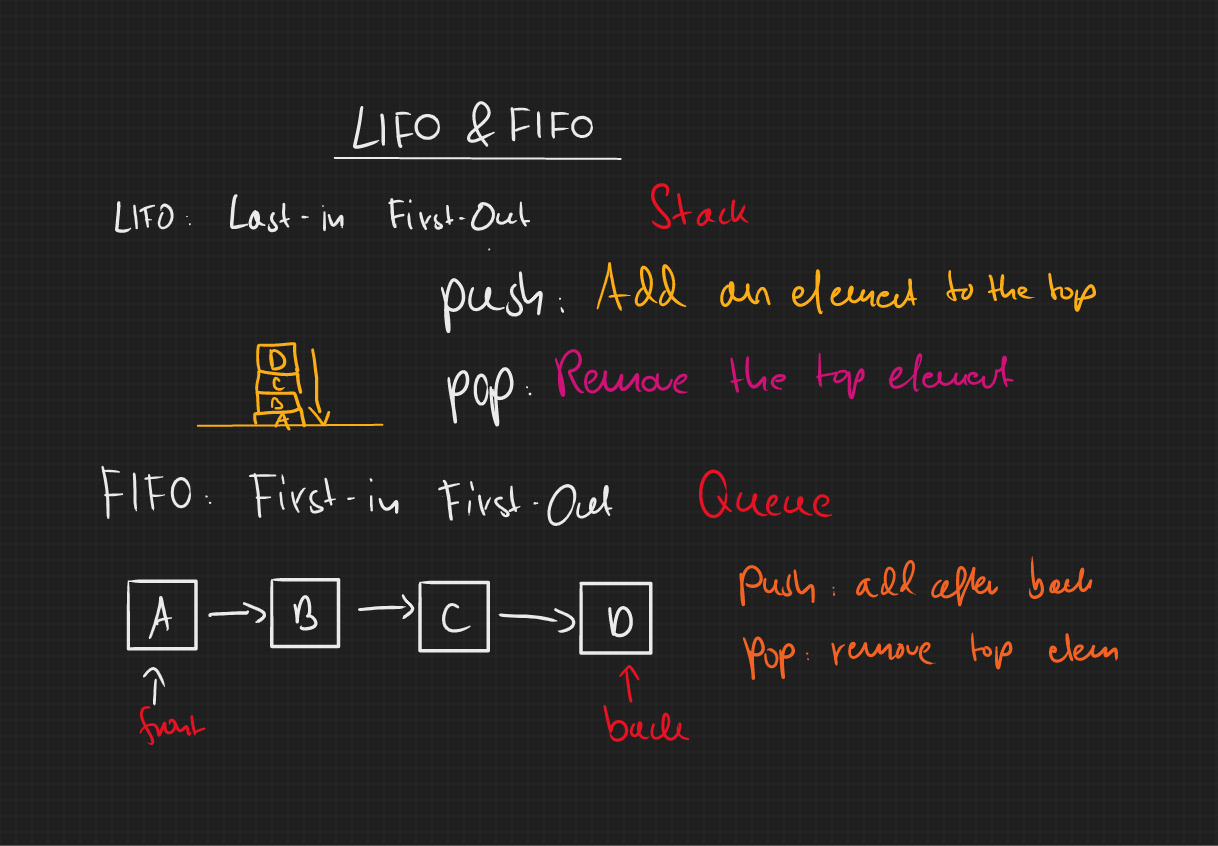 LIFO & FIFO
LIFO: Last-in First-Out Stack
push: Add an element to the top
pop: Remove the top element
D
C
B
A
FIFO: First-in First-Out Queue
A → B → C → D
push: add after back
pop: remove top elem
front
back